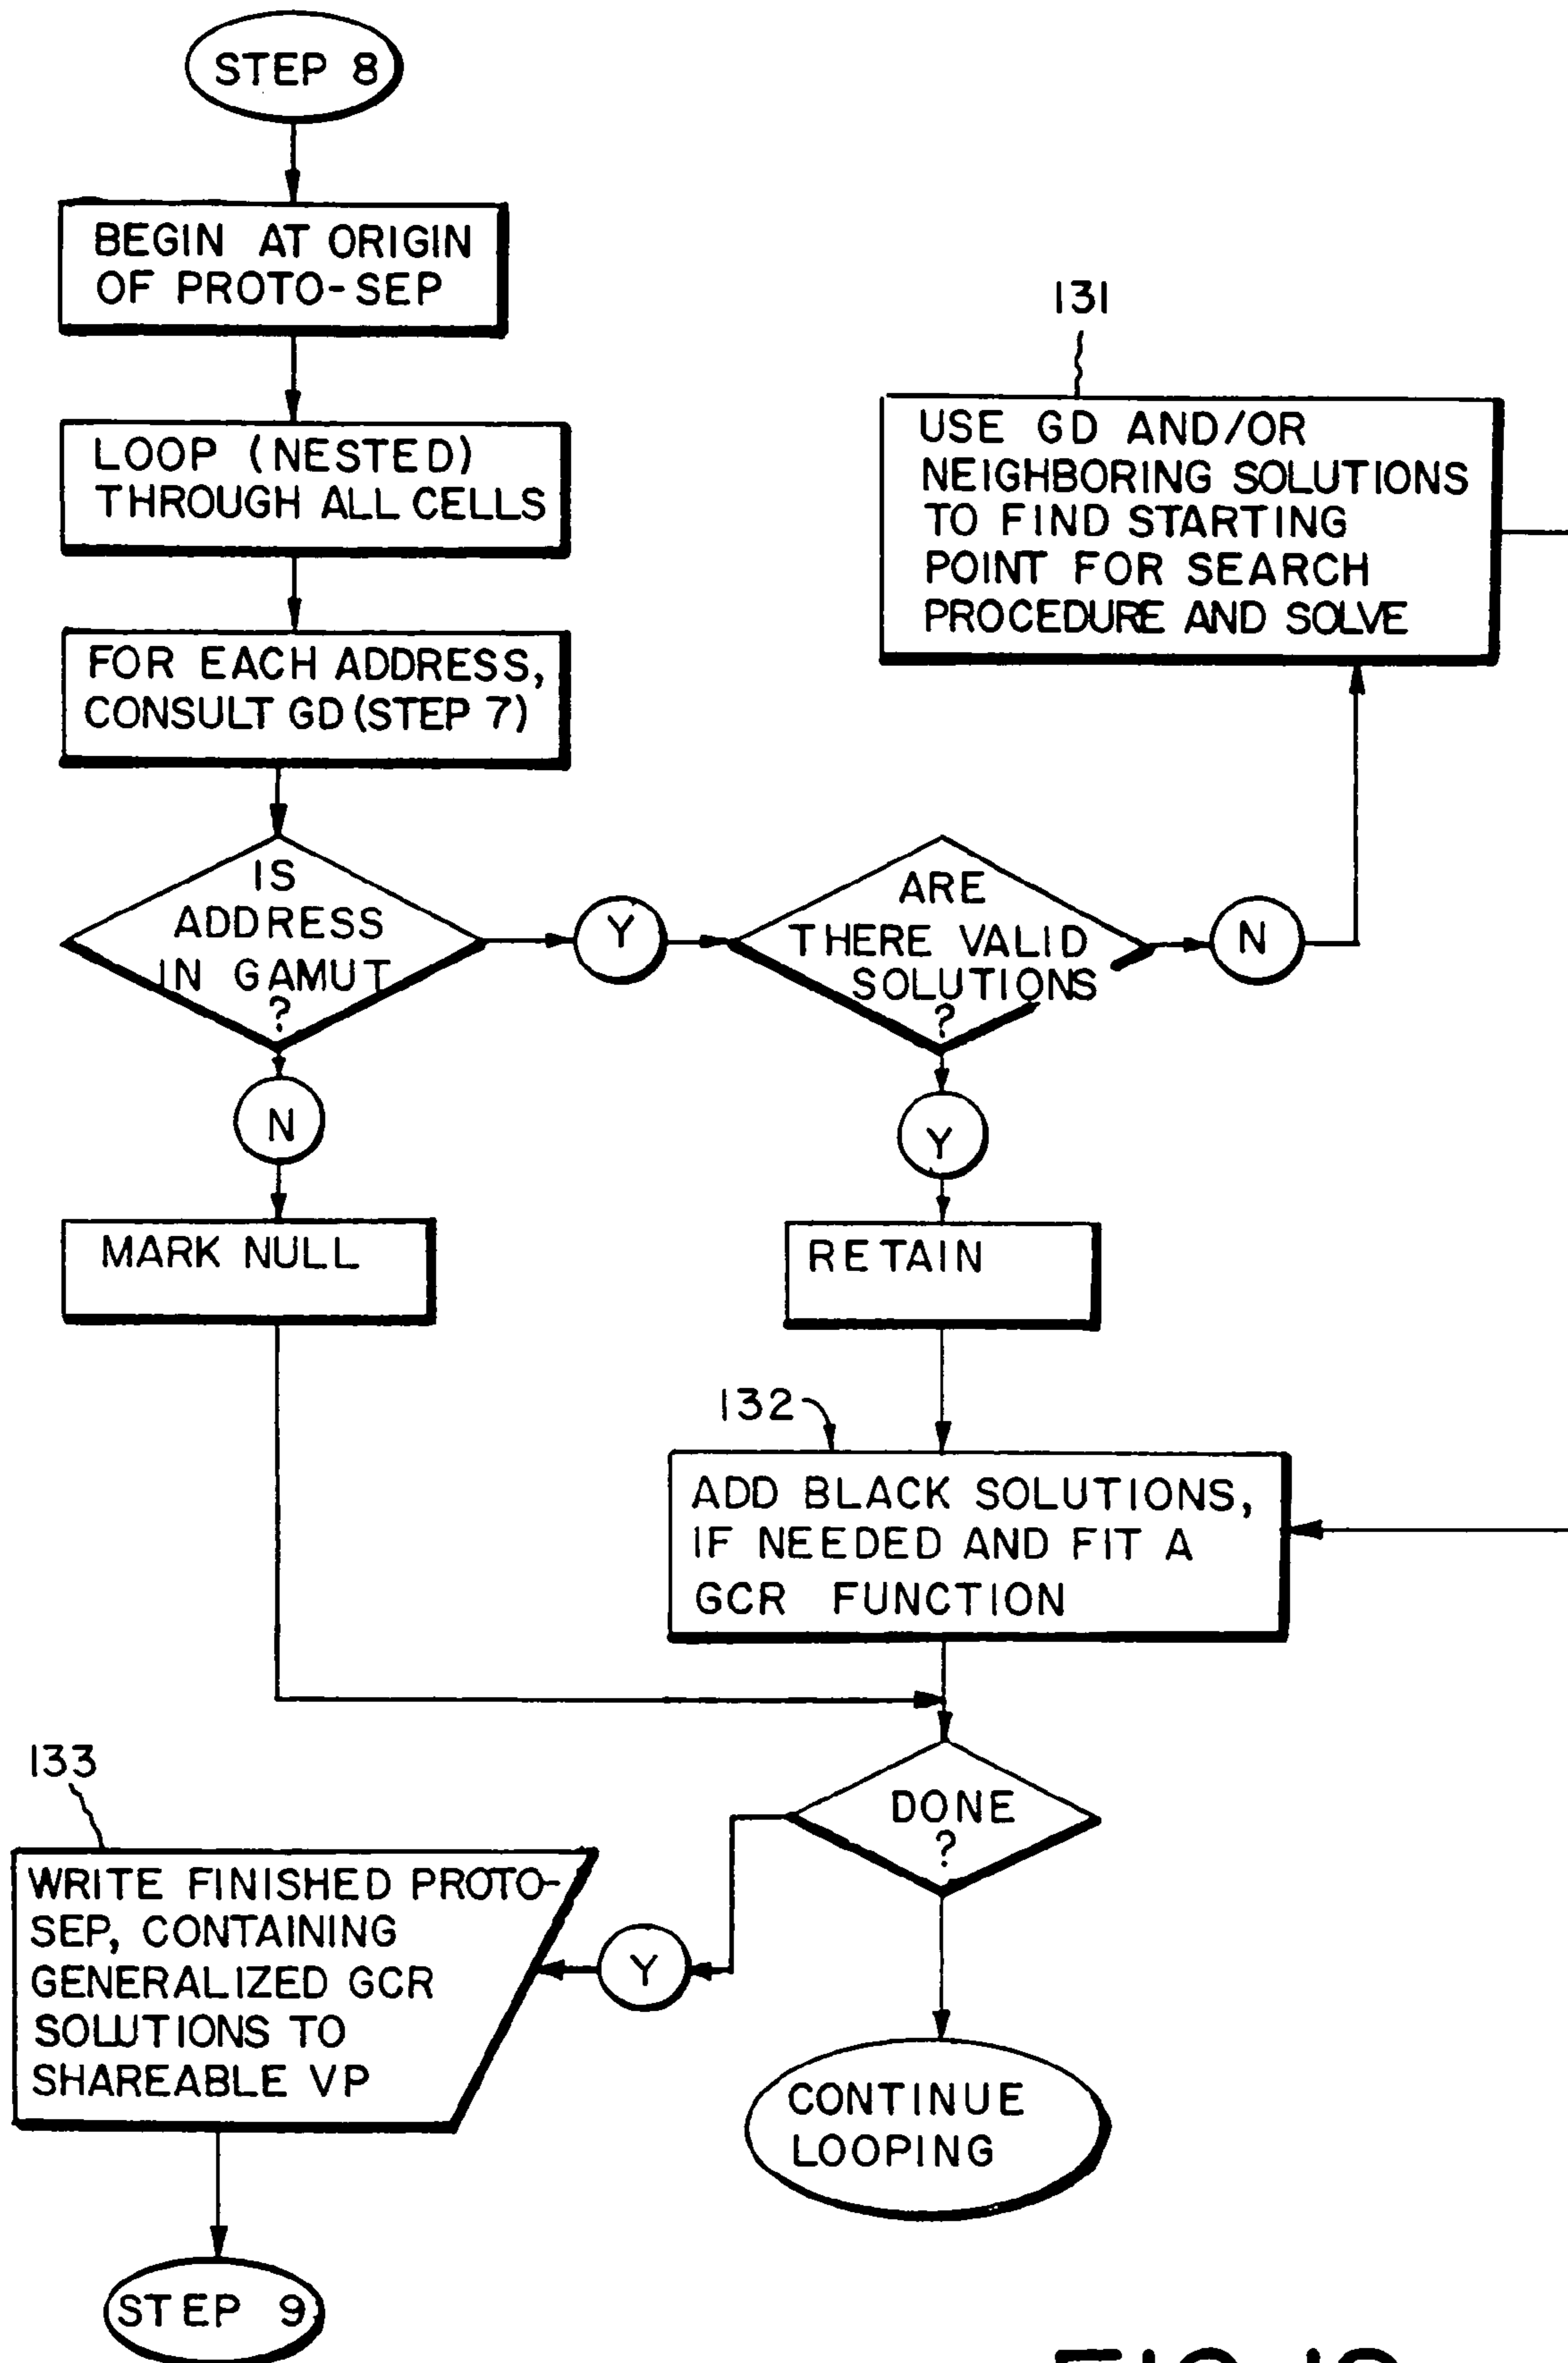 STEP 8
BEGIN AT ORIGIN
OF PROTO-SEP
LOOP (NESTED)
THROUGH ALL CELLS
FOR EACH ADDRESS,
CONSULT GD (STEP 7)
131
USE GD AND/OR
NEIGHBORING SOLUTIONS
TO FIND STARTING
POINT FOR SEARCH
PROCEDURE AND SOLVE
IS
ADDRESS
IN GAMUT
?
Y
ARE
THERE VALID
SOLUTIONS
?
N
N
Y
MARK NULL
RETAIN
132
ADD BLACK SOLUTIONS,
IF NEEDED AND FIT A
GCR FUNCTION
DONE
?
133
WRITE FINISHED PROTO-
SEP, CONTAINING
GENERALIZED GCR
SOLUTIONS TO
SHAREABLE VP
Y
CONTINUE
LOOPING
STEP 9